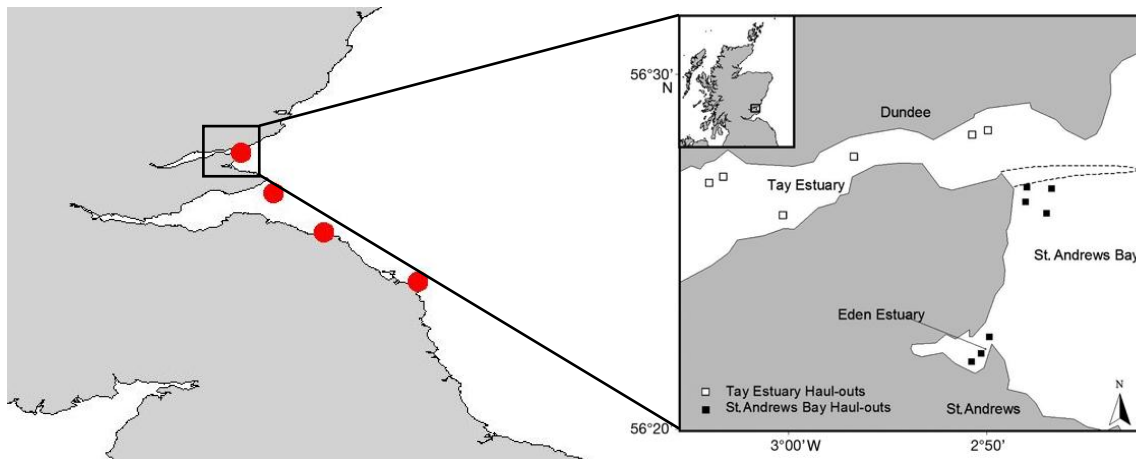 56°30'
N
Dundee
Tay Estuary
St. Andrews Bay
Eden Estuary
Tay Estuary Haul-outs
St. Andrews Bay Haul-outs
St. Andrews
N
56°20
3°00'W
2°50'